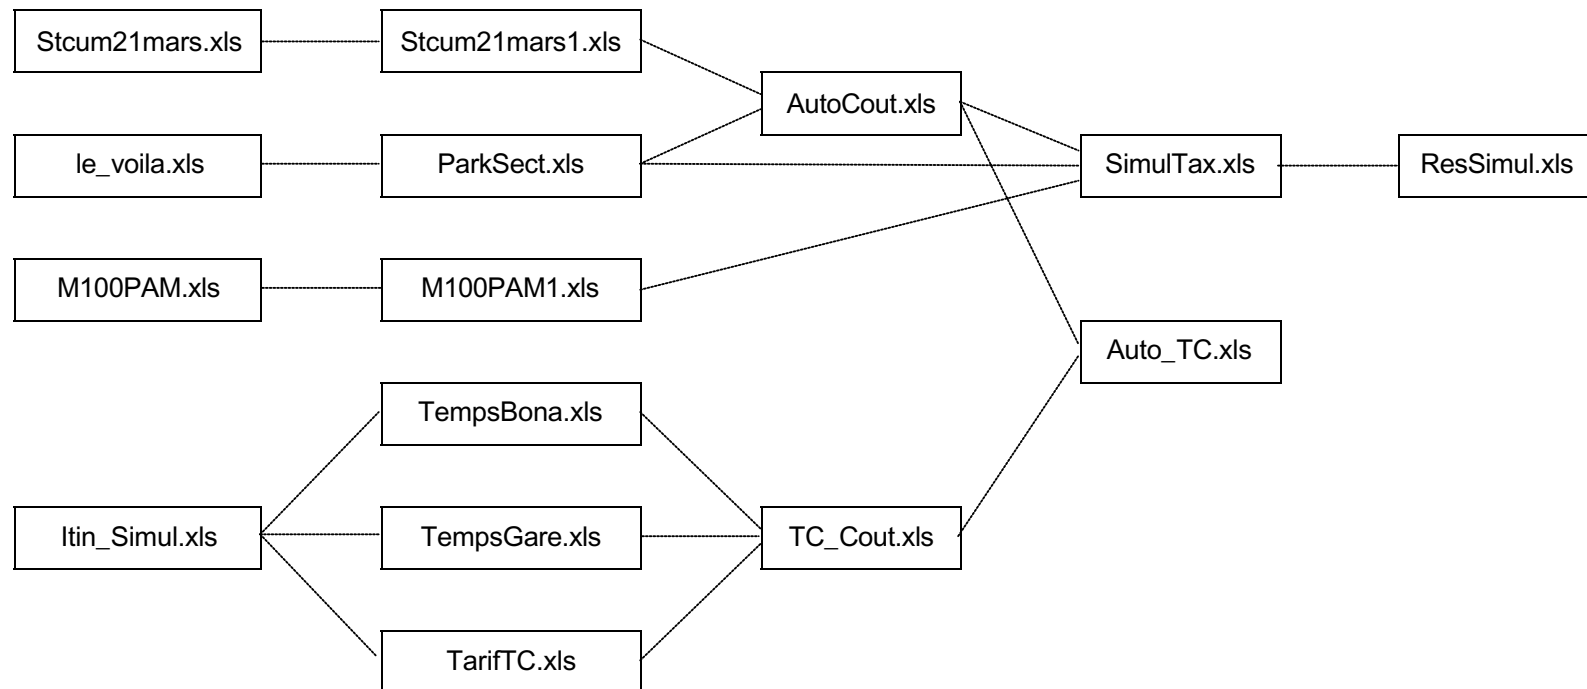 Stcum21mars.xls
Stcum21mars1.xls
AutoCout.xls
le_voila.xls
ParkSect.xls
SimulTax.xls
ResSimul.xls
M100PAM.xls
M100PAM1.xls
Auto_TC.xls
TempsBona.xls
Itin_Simul.xls
TempsGare.xls
TC_Cout.xls
TarifTC.xls